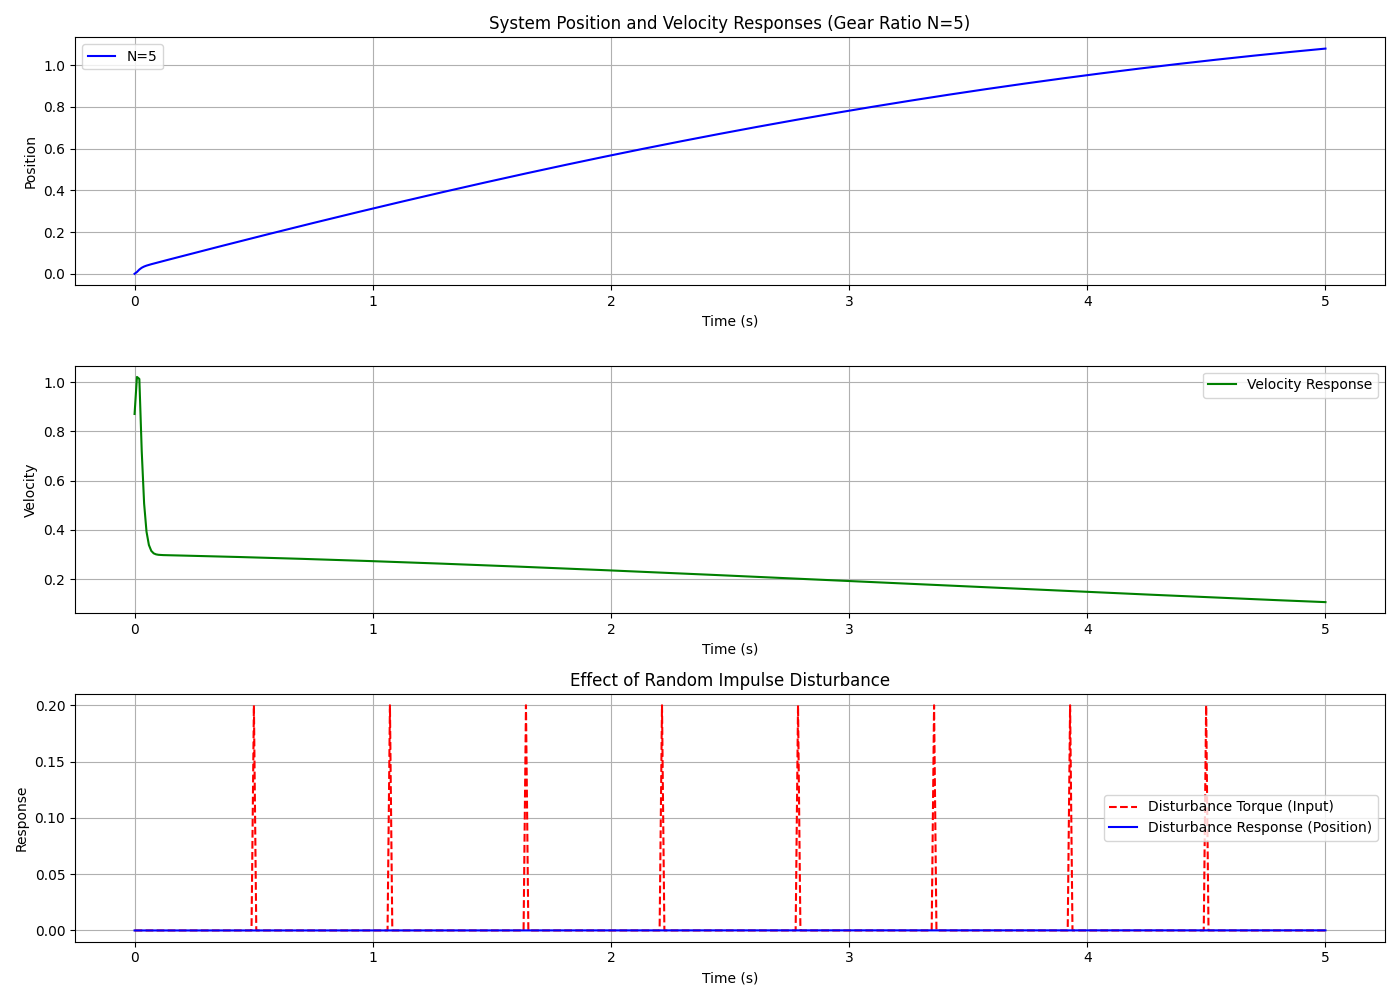 System Position and Velocity Responses (Gear Ratio N=5)
N=5
Position
1.0
0.8
0.6
0.4
0.2
0.0
0 1 2 3 4 5
Time (s)
Velocity Response
Velocity
1.0
0.8
0.6
0.4
0.2
0 1 2 3 4 5
Time (s)
Effect of Random Impulse Disturbance
Response
0.20
0.15
0.10
0.05
0.00
Disturbance Torque (Input)
Disturbance Response (Position)
0 1 2 3 4 5
Time (s)